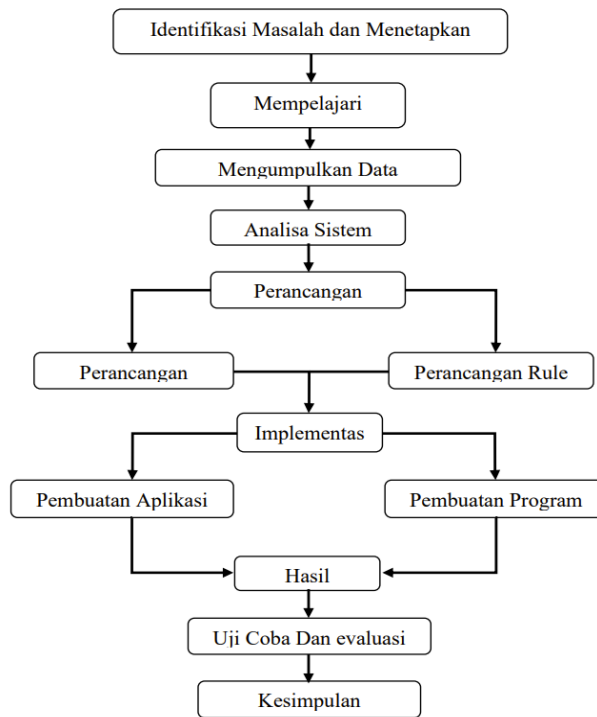 Identifikasi Masalah dan Menetapkan
Mempelajari
Mengumpulkan Data
Analisa Sistem
Perancangan
Perancangan
Perancangan Rule
Implementas
Pembuatan Aplikasi
Pembuatan Program
Hasil
Uji Coba Dan evaluasi
Kesimpulan